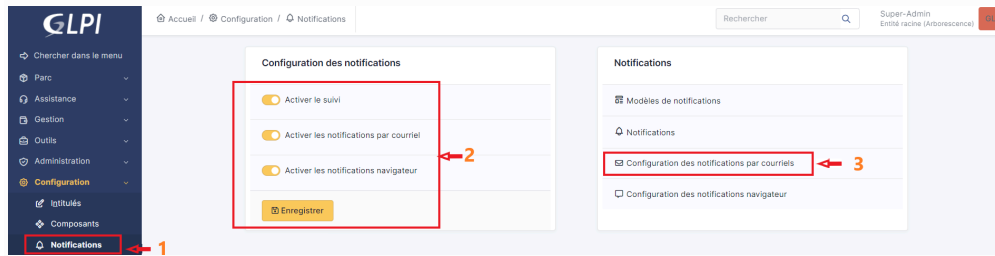 GLPI
Accueil / Configuration / Notifications
Rechercher
Super-Admin
Entité racine (Arborescence)
Chercher dans le menu
Parc
Assistance
Gestion
Outils
Administration
Configuration
Intitulés
Composants
Notifications
1
Configuration des notifications
Activer le suivi
Activer les notifications par courriel
Activer les notifications navigateur
Enregistrer
2
Notifications
Modèles de notifications
Notifications
Configuration des notifications par courriels
3
Configuration des notifications navigateur